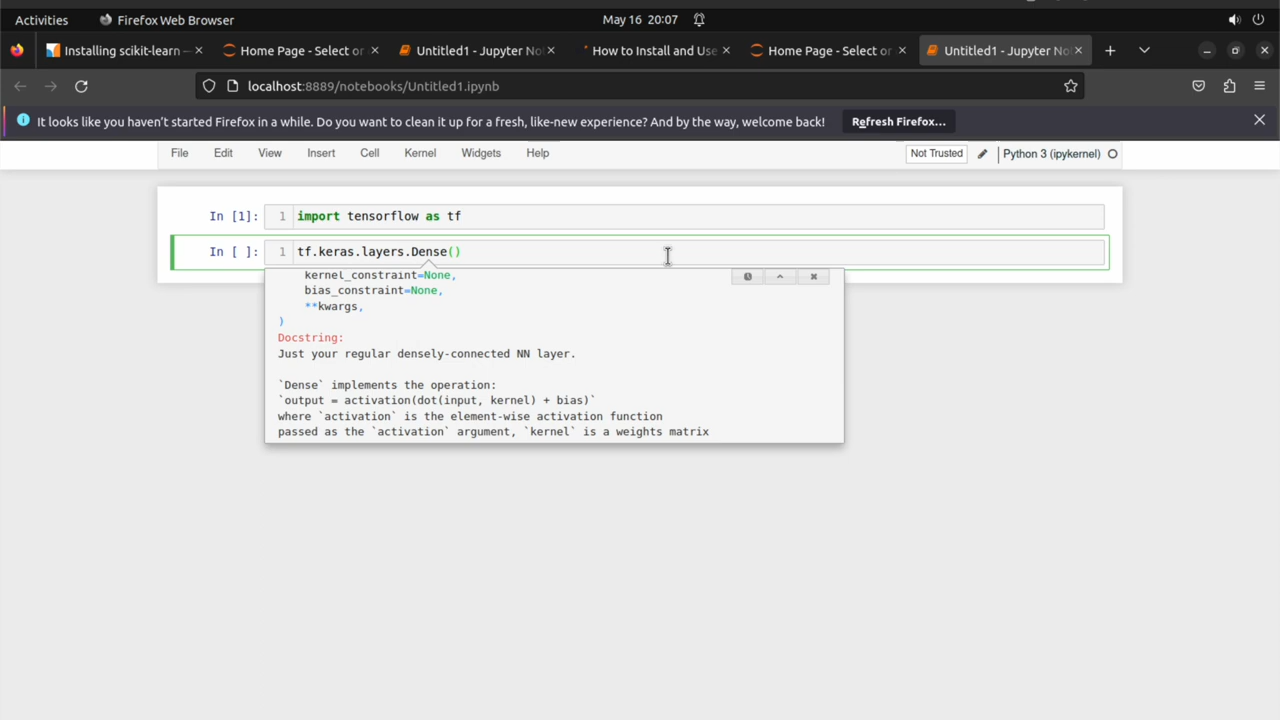 Activities
Firefox Web Browser
May 16 20:07
Installing scikit-learn —
Home Page - Select or
Untitled1 - Jupyter No
How to Install and Use
Home Page - Select or
Untitled1 - Jupyter No
localhost:8889/notebooks/Untitled1.ipynb
It looks like you haven't started Firefox in a while. Do you want to clean it up for a fresh, like-new experience? And by the way, welcome back!
Refresh Firefox...
File Edit View Insert Cell Kernel Widgets Help
Not Trusted
Python 3 (ipykernel)
In [1]: 1 import tensorflow as tf
In [ ]: 1 tf.keras.layers.Dense()
kernel_constraint=None,
bias_constraint=None,
**kwargs,
)
Docstring:
Just your regular densely-connected NN layer.
`Dense` implements the operation:
`output = activation(dot(input, kernel) + bias)`
where `activation` is the element-wise activation function
passed as the `activation` argument, `kernel` is a weights matrix